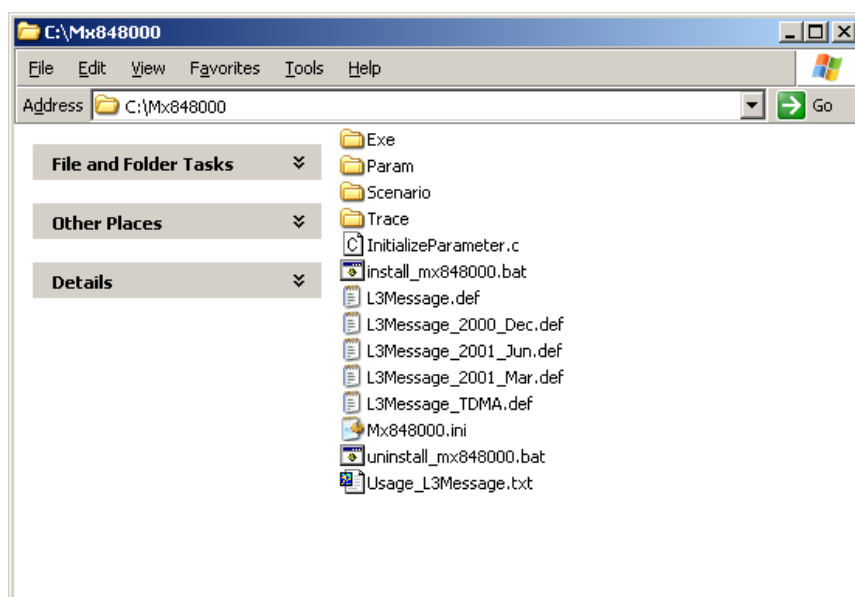 C:\Mx848000
File Edit View Favorites Tools Help
Address C:\Mx848000 Go
File and Folder Tasks
Other Places
Details
Exe
Param
Scenario
Trace
InitializeParameter.c
install_mx848000.bat
L3Message.def
L3Message_2000_Dec.def
L3Message_2001_Jun.def
L3Message_2001_Mar.def
L3Message_TDMA.def
Mx848000.ini
uninstall_mx848000.bat
Usage_L3Message.txt